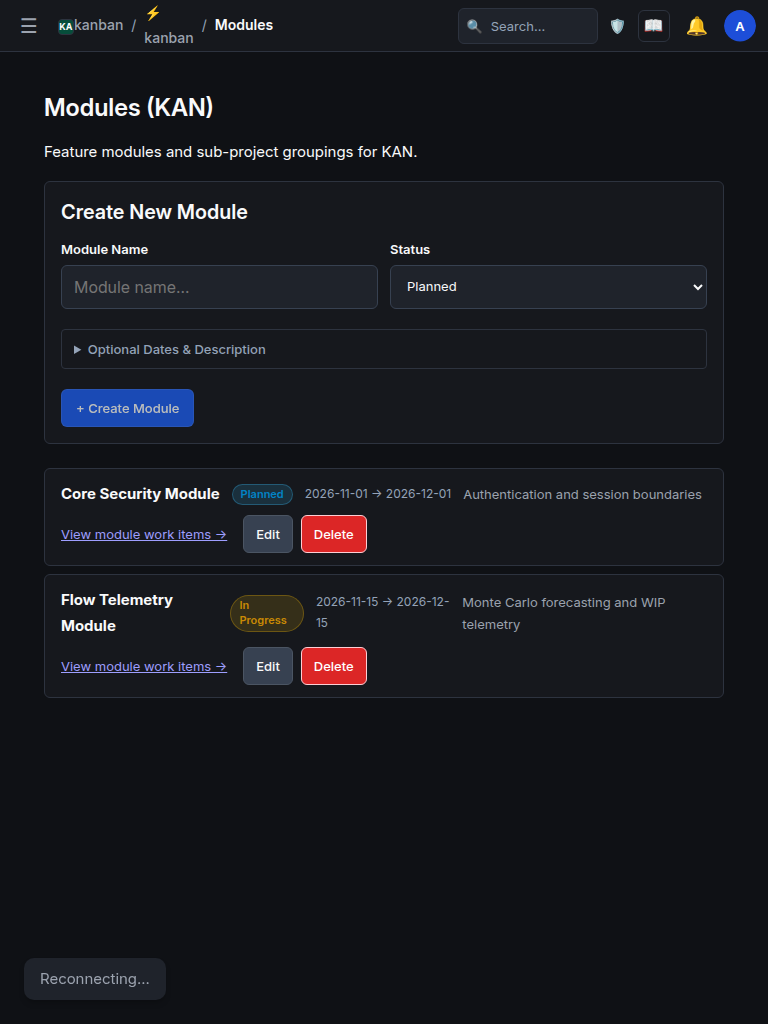 ☰ KA kanban / ⚡ kanban / Modules 🔍 Search... 🛡️ 📖 🔔 A
Modules (KAN)
Feature modules and sub-project groupings for KAN.
Create New Module
Module Name Status
Module name... Planned
▶ Optional Dates & Description
+ Create Module
Core Security Module Planned 2026-11-01 → 2026-12-01 Authentication and session boundaries
View module work items → Edit Delete
Flow Telemetry
Module
In
Progress
2026-11-15 → 2026-12-
15
Monte Carlo forecasting and WIP
telemetry
View module work items → Edit Delete
Reconnecting...